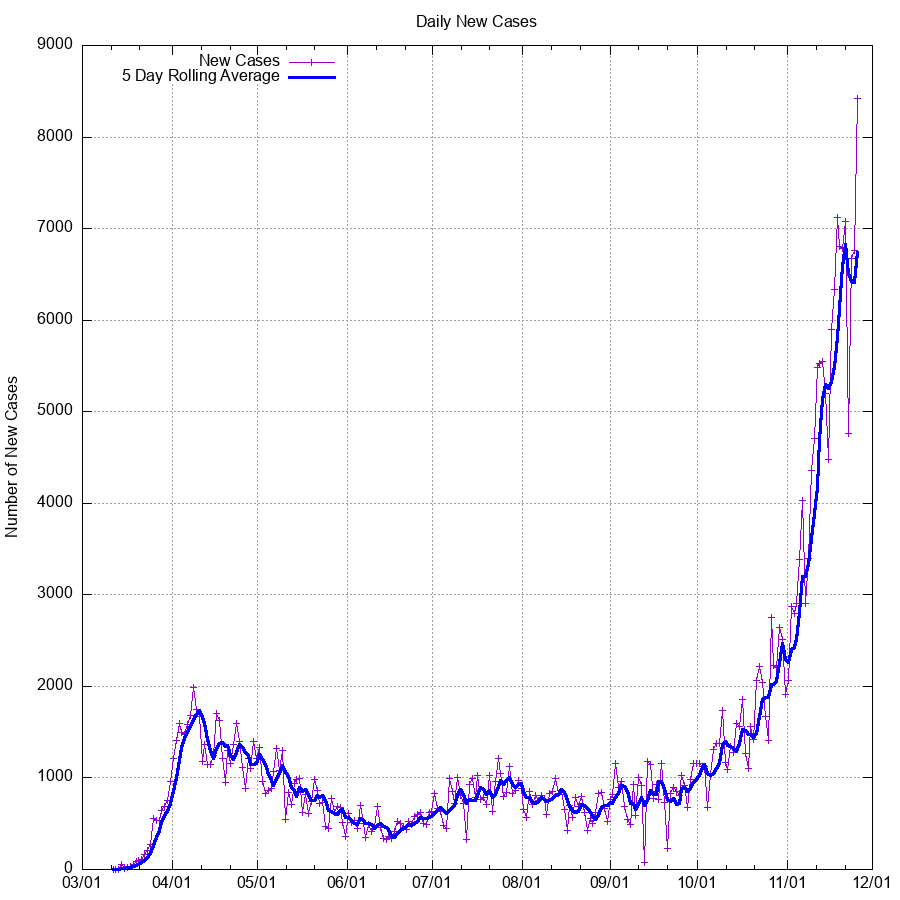 Daily New Cases
9000
8000
7000
6000
5000
4000
3000
2000
1000
0
Number of New Cases
New Cases
5 Day Rolling Average
03/01 04/01 05/01 06/01 07/01 08/01 09/01 10/01 11/01 12/01